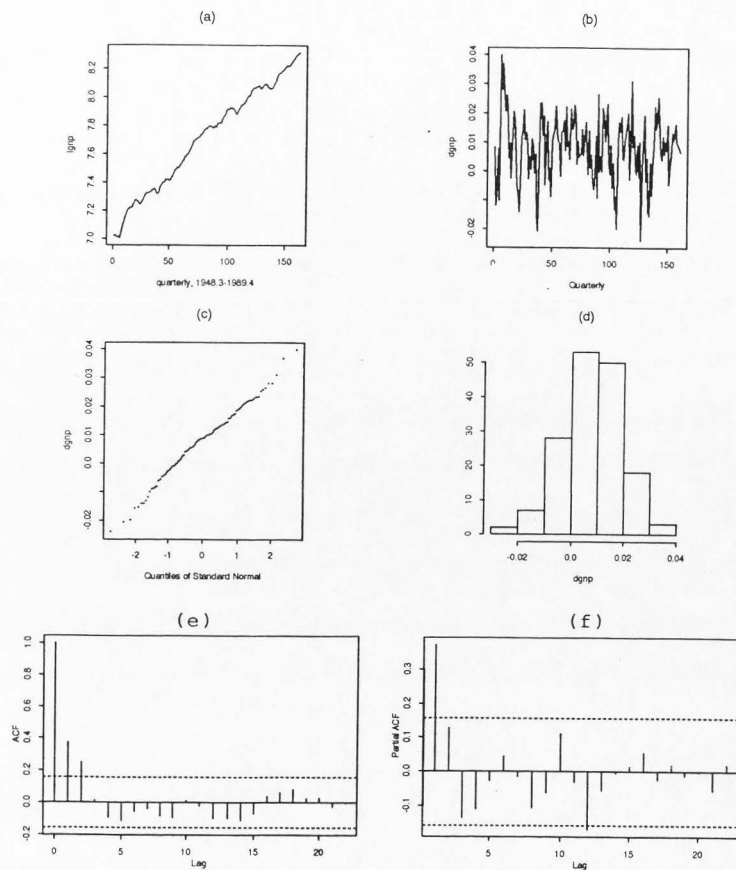 (a)
lgnp
7.0 7.2 7.4 7.6 7.8 8.0 8.2
0 50 100 150
quarterly, 1948.3-1989.4
(b)
dgnp
-0.02 0.0 0.01 0.02 0.03 0.04
0 50 100 150
Quarterly
(c)
dgnp
-0.02 0.0 0.01 0.02 0.03 0.04
-2 -1 0 1 2
Quantiles of Standard Normal
(d)
0 10 20 30 40 50
-0.02 0.0 0.02 0.04
dgnp
(e)
ACF
-0.2 0.0 0.2 0.4 0.6 0.8 1.0
0 5 10 15 20
Lag
(f)
Partial ACF
-0.1 0.0 0.1 0.2 0.3
5 10 15 20
Lag